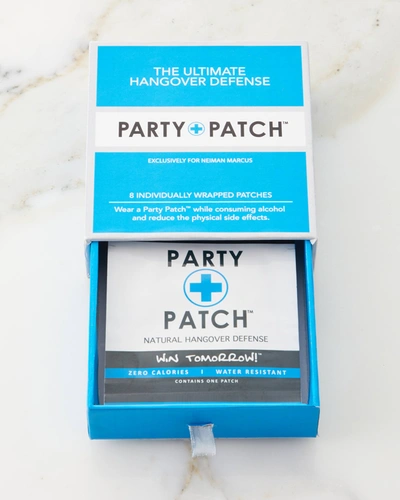 THE ULTIMATE
HANGOVER DEFENSE
PARTY PATCH™
EXCLUSIVELY FOR NEIMAN MARCUS
8 INDIVIDUALLY WRAPPED PATCHES
Wear a Party Patch™ while consuming alcohol
and reduce the physical side effects.
PARTY
PATCH™
NATURAL HANGOVER DEFENSE
WIN TOMORROW!™
ZERO CALORIES | WATER RESISTANT
CONTAINS ONE PATCH